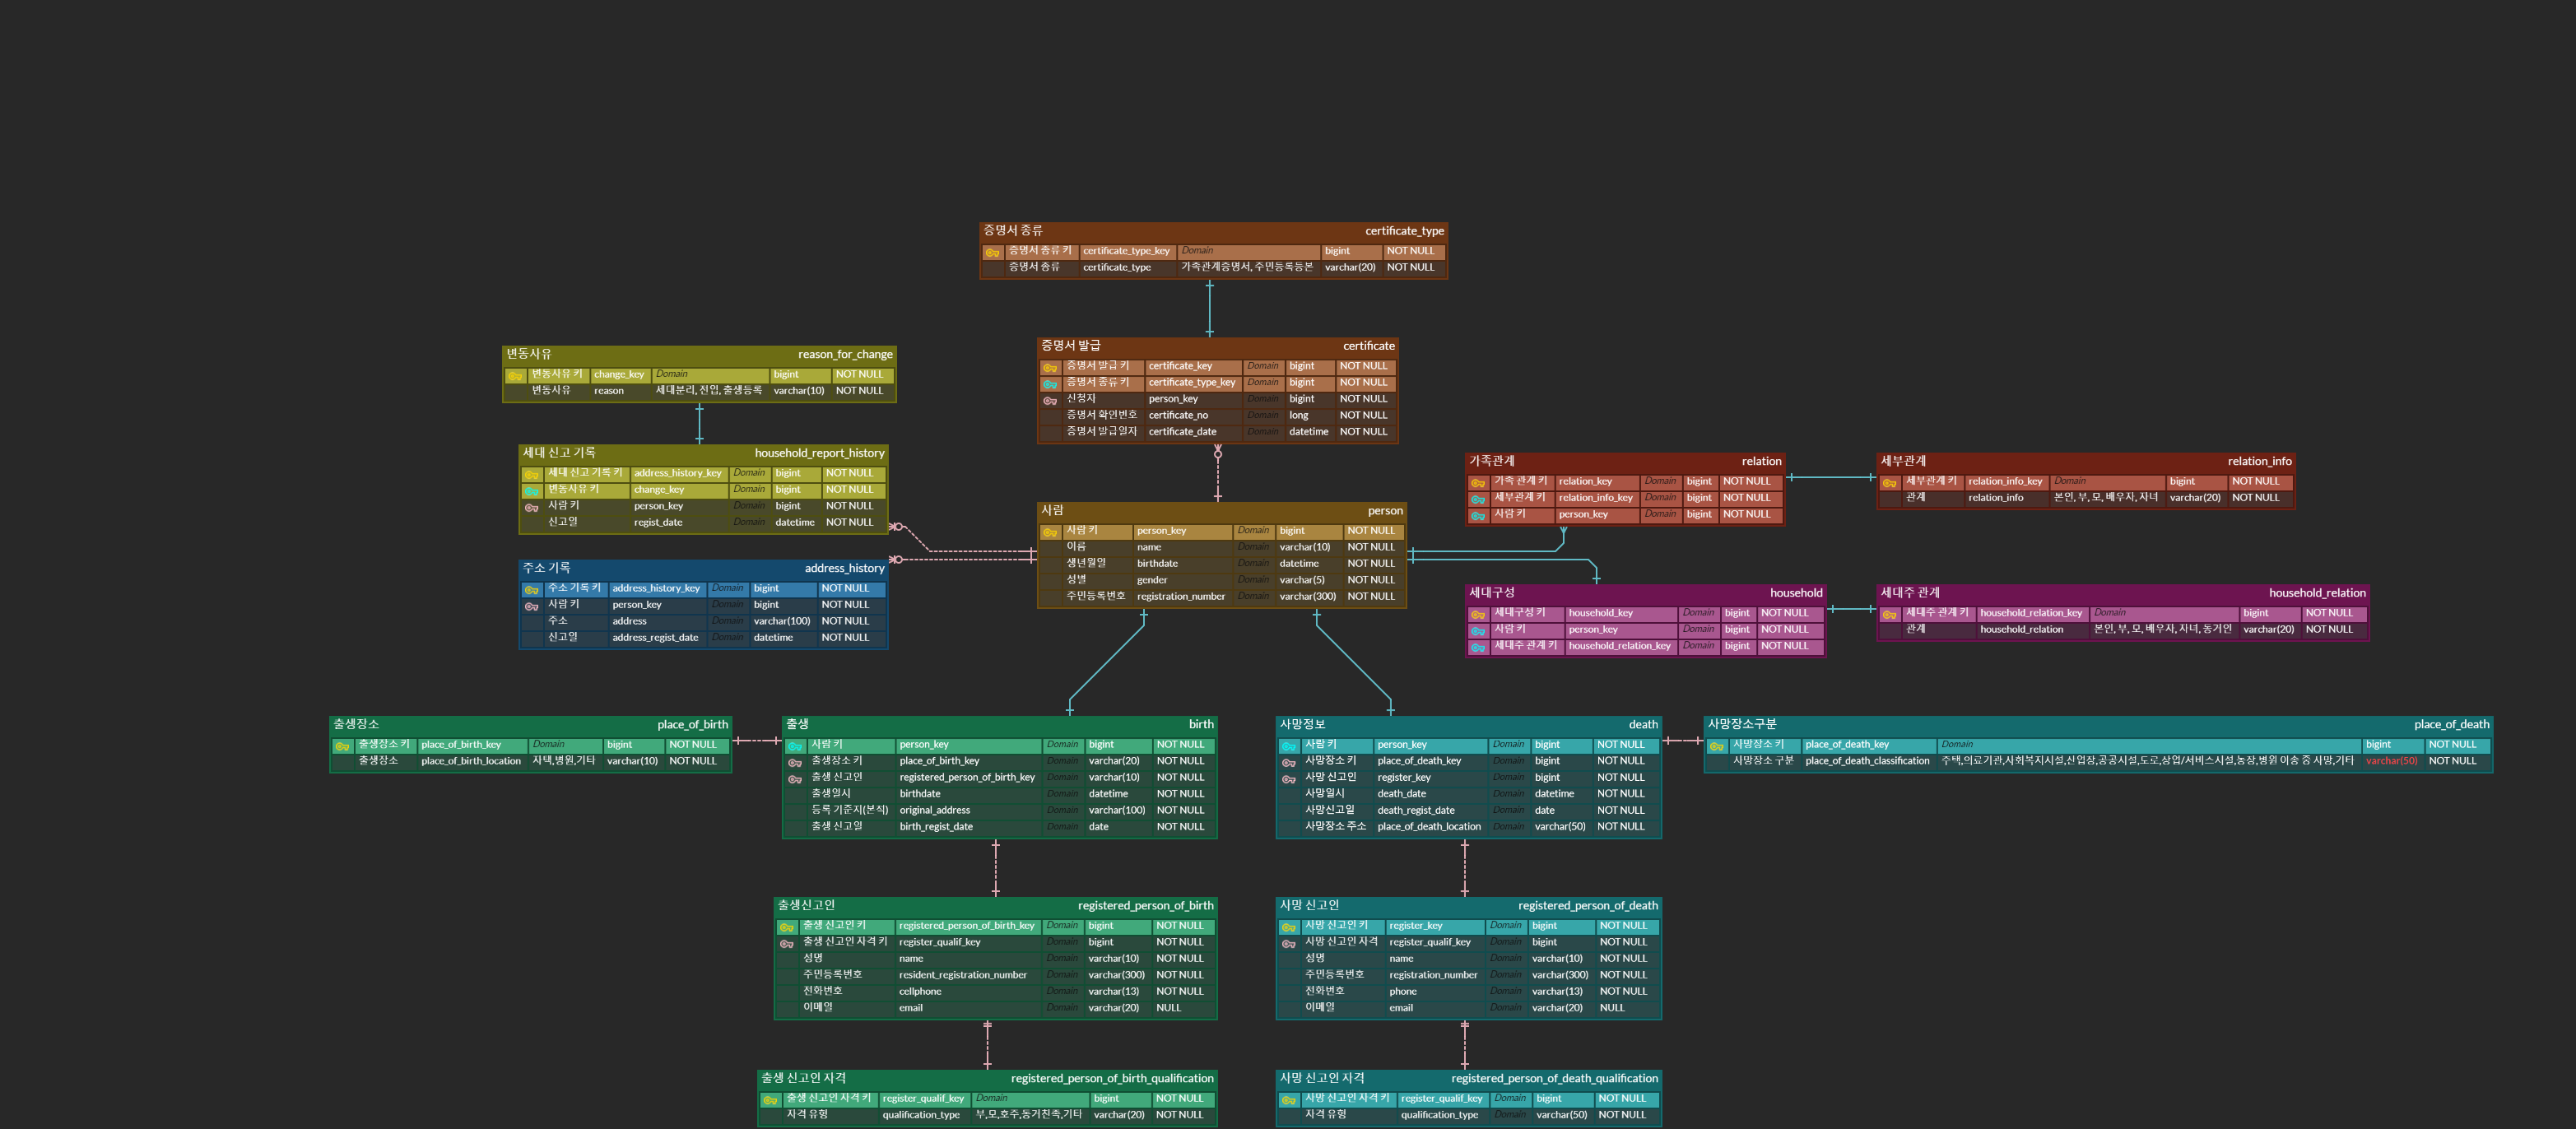 증명서 종류 certificate_type
증명서 종류 키 certificate_type_key Domain bigint NOT NULL
증명서 종류 certificate_type 가족관계증명서, 주민등록등본 varchar(20) NOT NULL
증명서 발급 certificate
증명서 발급 키 certificate_key Domain bigint NOT NULL
증명서 종류 키 certificate_type_key Domain bigint NOT NULL
신청자 person_key Domain bigint NOT NULL
증명서 확인번호 certificate_no Domain long NOT NULL
증명서 발급일자 certificate_date Domain datetime NOT NULL
변동사유 reason_for_change
변동사유 키 change_key Domain bigint NOT NULL
변동사유 reason 세대분리, 전입, 출생등록 varchar(10) NOT NULL
세대 신고 기록 household_report_history
세대 신고 기록 키 address_history_key Domain bigint NOT NULL
변동사유 키 change_key Domain bigint NOT NULL
사람 키 person_key Domain bigint NOT NULL
신고일 regist_date Domain datetime NOT NULL
주소 기록 address_history
주소 기록 키 address_history_key Domain bigint NOT NULL
사람 키 person_key Domain bigint NOT NULL
주소 address Domain varchar(100) NOT NULL
신고일 address_regist_date Domain datetime NOT NULL
사람 person
사람 키 person_key Domain bigint NOT NULL
이름 name Domain varchar(10) NOT NULL
생년월일 birthdate Domain datetime NOT NULL
성별 gender Domain varchar(5) NOT NULL
주민등록번호 registration_number Domain varchar(300) NOT NULL
가족관계 relation
가족 관계 키 relation_key Domain bigint NOT NULL
세부관계 키 relation_info_key Domain bigint NOT NULL
사람 키 person_key Domain bigint NOT NULL
세부관계 relation_info
세부관계 키 relation_info_key Domain bigint NOT NULL
관계 relation_info 본인, 부, 모, 배우자, 자녀 varchar(20) NOT NULL
세대구성 household
세대구성 키 household_key Domain bigint NOT NULL
사람 키 person_key Domain bigint NOT NULL
세대주 관계 키 household_relation_key Domain bigint NOT NULL
세대주 관계 household_relation
세대주 관계 키 household_relation_key Domain bigint NOT NULL
관계 household_relation 본인, 부, 모, 배우자, 자녀, 동거인 varchar(20) NOT NULL
출생장소 place_of_birth
출생장소 키 place_of_birth_key Domain bigint NOT NULL
출생장소 place_of_birth_location 자택,병원,기타 varchar(10) NOT NULL
출생 birth
사람 키 person_key Domain bigint NOT NULL
출생장소 키 place_of_birth_key Domain varchar(20) NOT NULL
출생 신고인 registered_person_of_birth_key Domain varchar(10) NOT NULL
출생일시 birthdate Domain datetime NOT NULL
등록 기준지(본적) original_address Domain varchar(100) NOT NULL
출생 신고일 birth_regist_date Domain date NOT NULL
사망정보 death
사람 키 person_key Domain bigint NOT NULL
사망장소 키 place_of_death_key Domain bigint NOT NULL
사망 신고인 register_key Domain bigint NOT NULL
사망일시 death_date Domain datetime NOT NULL
사망신고일 death_regist_date Domain date NOT NULL
사망장소 주소 place_of_death_location Domain varchar(50) NOT NULL
사망장소구분 place_of_death
사망장소 키 place_of_death_key Domain bigint NOT NULL
사망장소 구분 place_of_death_classification 주택,의료기관,사회복지시설,산업장,공공시설,도로,상업/서비스시설,농장,병원 이송 중 사망,기타 varchar(50) NOT NULL
출생신고인 registered_person_of_birth
출생 신고인 키 registered_person_of_birth_key Domain bigint NOT NULL
출생 신고인 자격 키 register_qualif_key Domain bigint NOT NULL
성명 name Domain varchar(10) NOT NULL
주민등록번호 resident_registration_number Domain varchar(300) NOT NULL
전화번호 cellphone Domain varchar(13) NOT NULL
이메일 email Domain varchar(20) NULL
사망 신고인 registered_person_of_death
사망 신고인 키 register_key Domain bigint NOT NULL
사망 신고인 자격 register_qualif_key Domain bigint NOT NULL
성명 name Domain varchar(10) NOT NULL
주민등록번호 registration_number Domain varchar(300) NOT NULL
전화번호 phone Domain varchar(13) NOT NULL
이메일 email Domain varchar(20) NULL
출생 신고인 자격 registered_person_of_birth_qualification
출생 신고인 자격 키 register_qualif_key Domain bigint NOT NULL
자격 유형 qualification_type 부,모,호주,동거친족,기타 varchar(20) NOT NULL
사망 신고인 자격 registered_person_of_death_qualification
사망 신고인 자격 키 register_qualif_key Domain bigint NOT NULL
자격 유형 qualification_type Domain varchar(50) NOT NULL